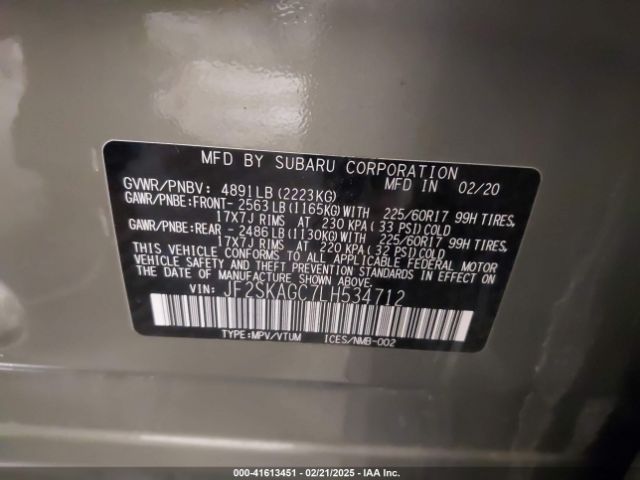 MFD BY SUBARU CORPORATION
MFD IN 02/20
GVWR/PNBV: 4891LB(2223KG)
GAWR/PNBE:FRONT- 2563LB(1165KG)WITH 225/60R17 99H TIRES,
17X7J RIMS AT 230 KPA(33 PSI)COLD
GAWR/PNBE:REAR - 2486LB(1130KG)WITH 225/60R17 99H TIRES,
17X7J RIMS AT 220 KPA(32 PSI)COLD
THIS VEHICLE CONFORMS TO ALL APPLICABLE FEDERAL MOTOR
VEHICLE SAFETY AND BUMPER STANDARDS IN EFFECT ON
THE DATE OF MANUFACTURE SHOWN ABOVE.
VIN: JF2SKAGC7LH534712
TYPE:MPV/VTUM ICES/NMB-002
000-41613451 - 02/21/2025 - IAA Inc.